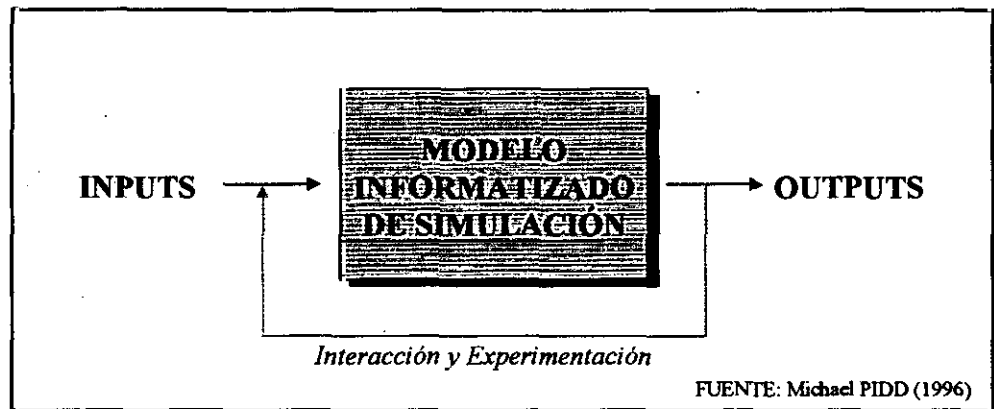 INPUTS
MODELO
INFORMATIZADO
DE SIMULACIÓN
OUTPUTS
Interacción y Experimentación
FUENTE: Michael PIDD (1996)